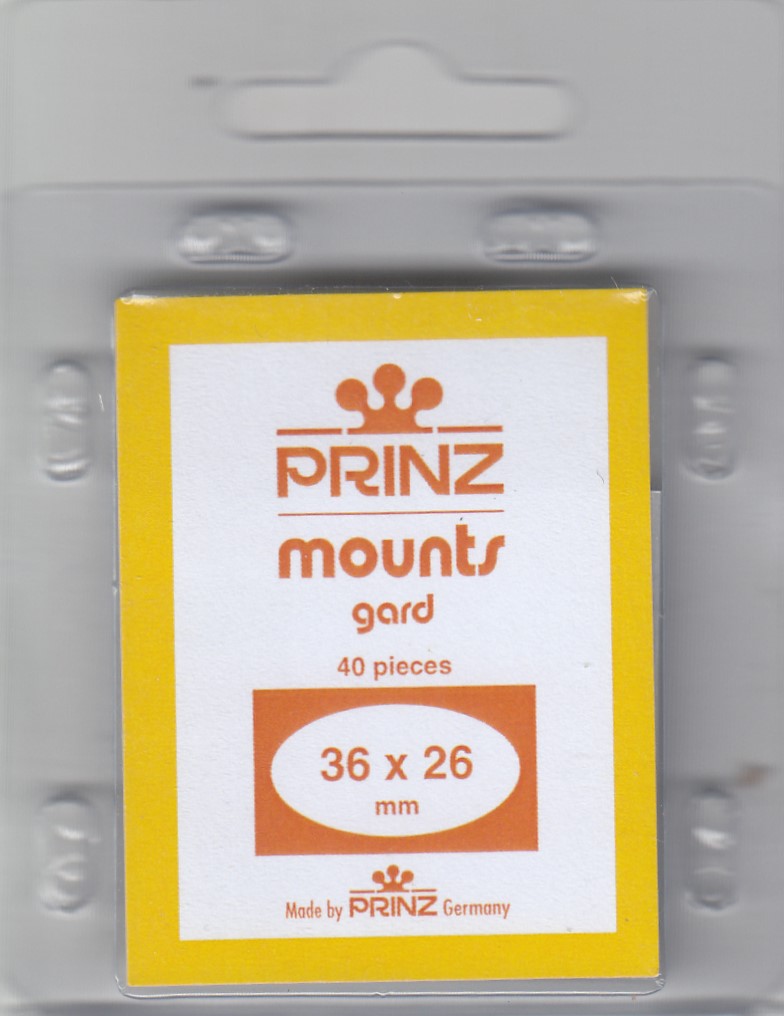 PRINZ
mounts
gard
40 pieces
36 x 26
mm
Made by PRINZ Germany